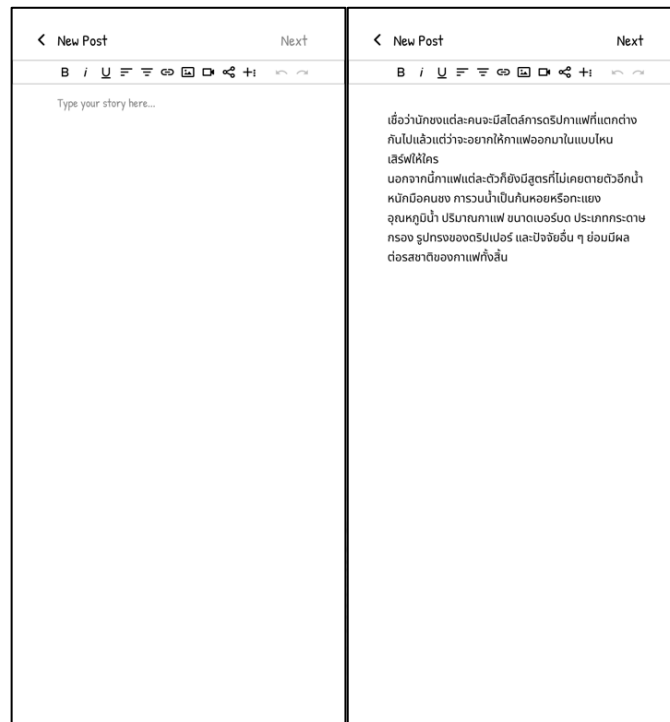 New Post
Next
B i U
Type your story here...
New Post
Next
B i U
เชื่อว่านักชงแต่ละคนจะมีสไตล์การดริปกาแฟที่แตกต่าง
กันไปแล้วแต่ว่าจะอยากให้กาแฟออกมาในแบบไหน
เสิร์ฟให้ใคร
นอกจากนี้กาแฟแต่ละตัวก็ยังมีสูตรที่ไม่เคยตายตัวอีกน้ำ
หนักมือคนชง การวนน้ำเป็นก้นหอยหรือทะแยง
อุณหภูมิน้ำ ปริมาณกาแฟ ขนาดเบอร์บด ประเภทกระดาษ
กรอง รูปทรงของดริปเปอร์ และปัจจัยอื่น ๆ ย่อมมีผล
ต่อรสชาติของกาแฟทั้งสิ้น